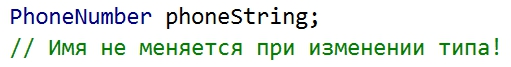 PhoneNumber phoneString;
// Имя не меняется при изменении типа!